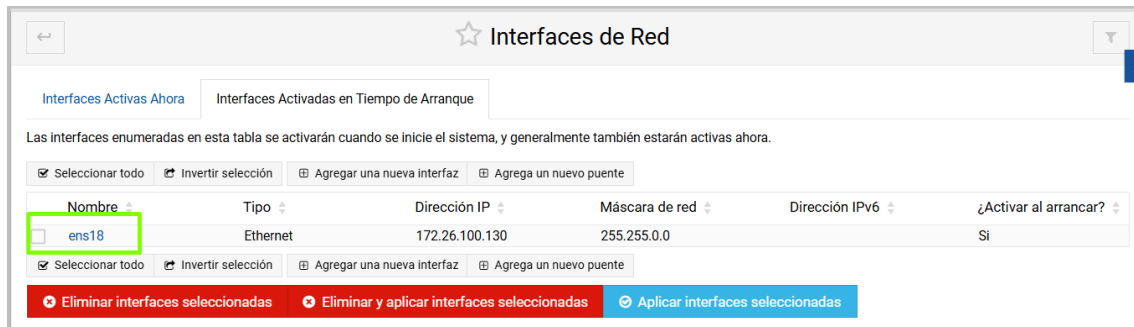 Interfaces de Red
Interfaces Activas Ahora Interfaces Activadas en Tiempo de Arranque
Las interfaces enumeradas en esta tabla se activarán cuando se inicie el sistema, y generalmente también estarán activas ahora.
Seleccionar todo Invertir selección Agregar una nueva interfaz Agrega un nuevo puente
Nombre Tipo Dirección IP Máscara de red Dirección IPv6 ¿Activar al arrancar?
ens18 Ethernet 172.26.100.130 255.255.0.0 Si
Seleccionar todo Invertir selección Agregar una nueva interfaz Agrega un nuevo puente
Eliminar interfaces seleccionadas Eliminar y aplicar interfaces seleccionadas Aplicar interfaces seleccionadas